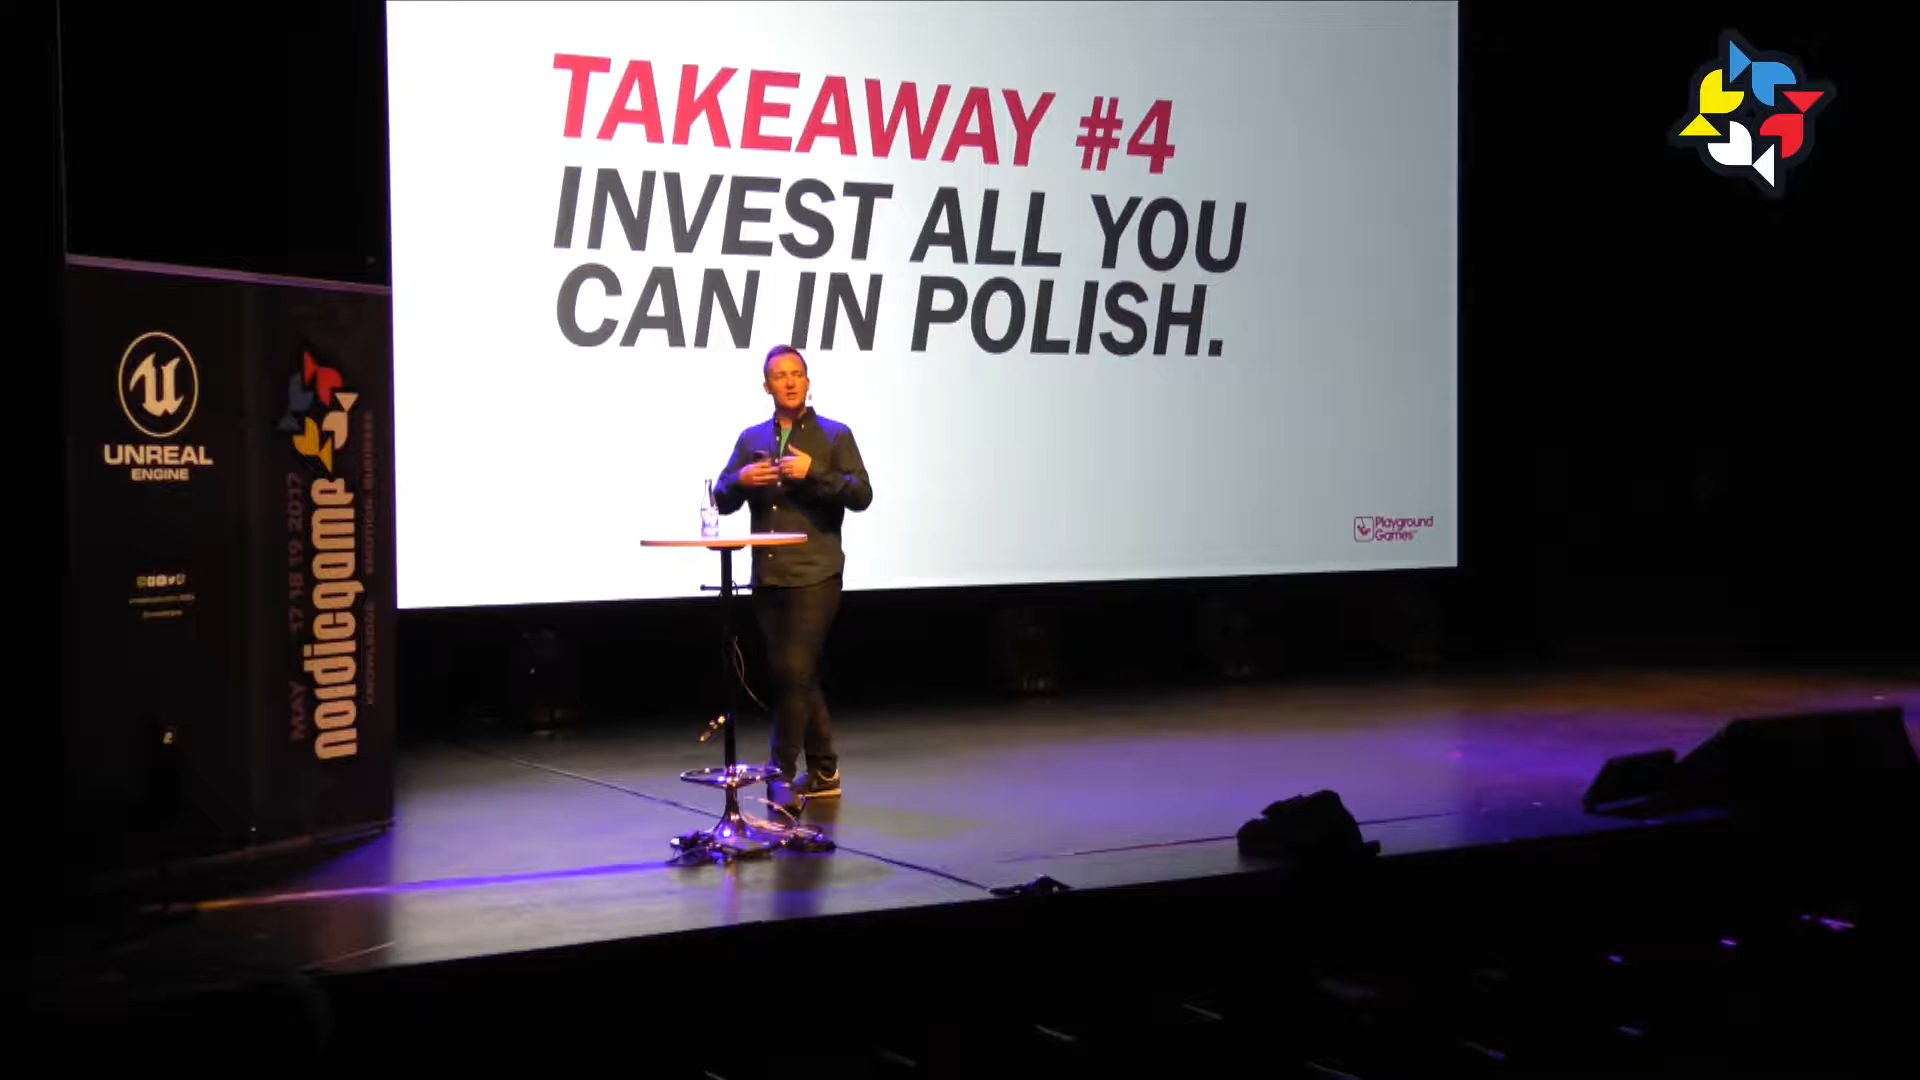 TAKEAWAY #4
INVEST ALL YOU
CAN IN POLISH.
Playground
Games
UNREAL
ENGINE
MAY 17 18 19 2017
nordicgame